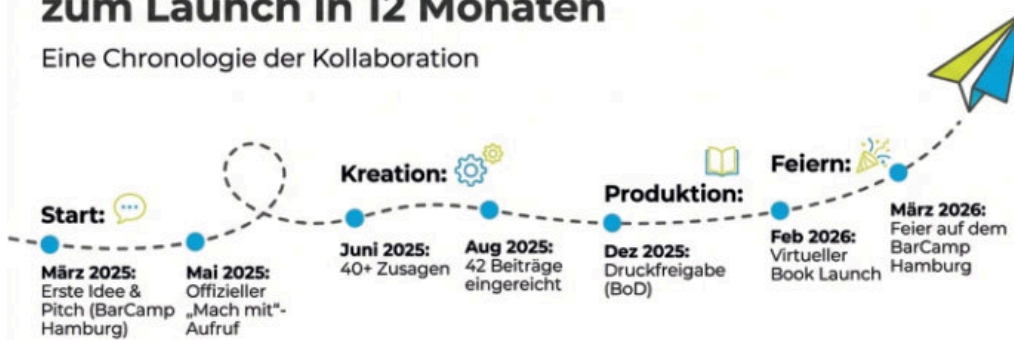 zum Launch in 12 Monaten
Eine Chronologie der Kollaboration
Start:
März 2025:
Erste Idee &
Pitch (BarCamp
Hamburg)
Mai 2025:
Offizieller
„Mach mit“-
Aufruf
Kreation:
Juni 2025:
40+ Zusagen
Aug 2025:
42 Beiträge
eingereicht
Produktion:
Dez 2025:
Druckfreigabe
(BoD)
Feiern:
Feb 2026:
Virtueller
Book Launch
März 2026:
Feier auf dem
BarCamp
Hamburg